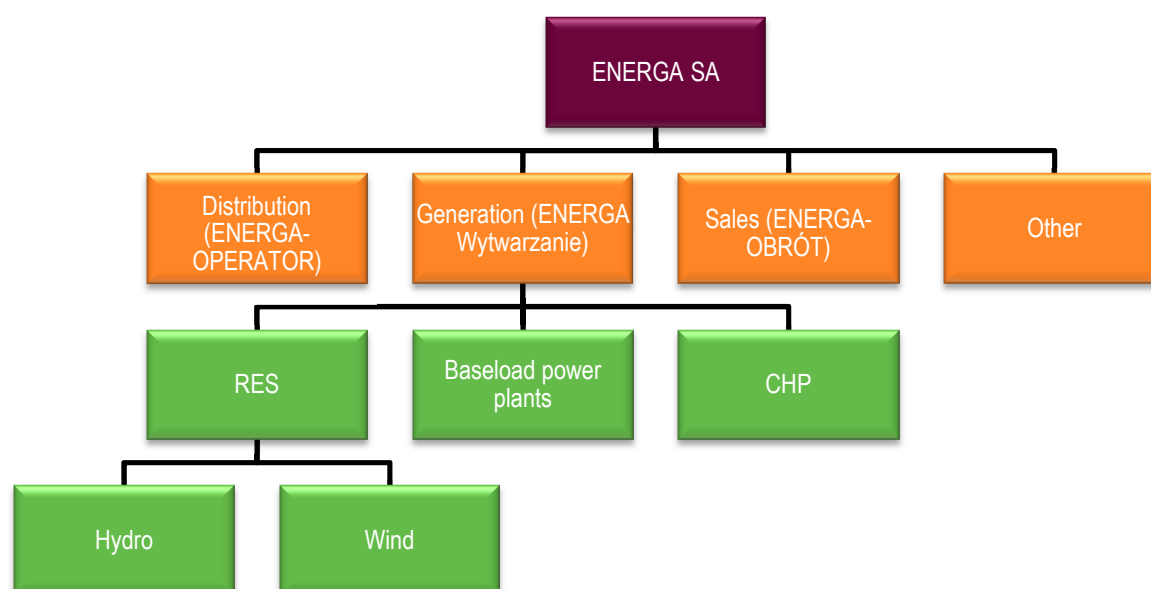 ENERGA SA
Distribution
(ENERGA-
OPERATOR)
Generation (ENERGA
Wytwarzanie)
Sales (ENERGA-
OBRÓT)
Other
RES
Baseload power
plants
CHP
Hydro
Wind